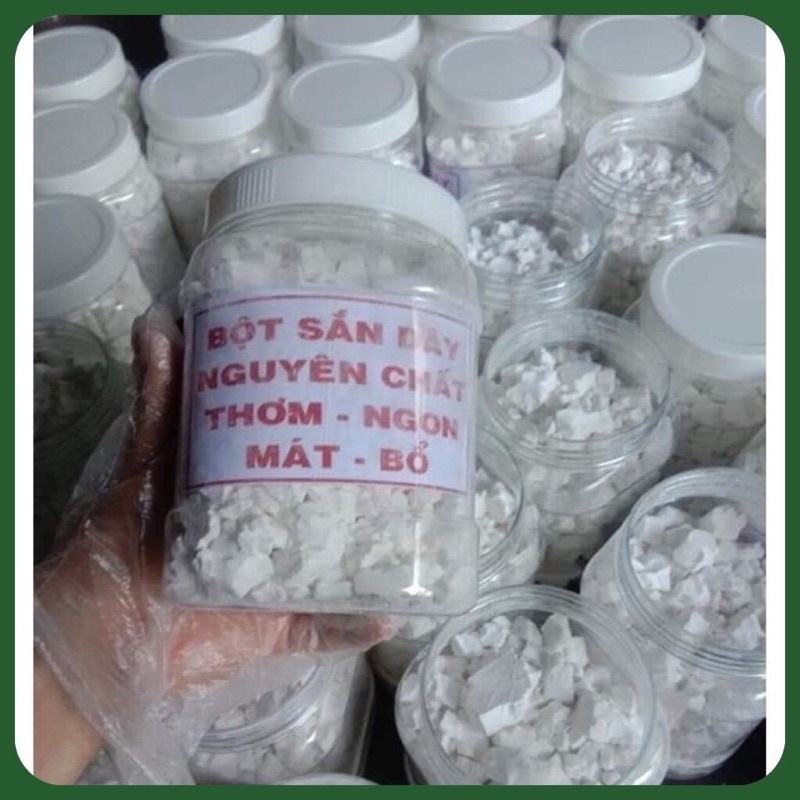 BỘT SẮN DÂY
NGUYÊN CHẤT
THƠM - NGON
MÁT - BỔ